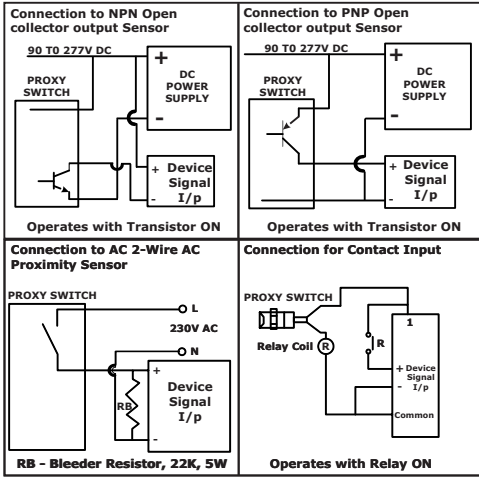 Connection to NPN Open
collector output Sensor
90 T0 277V DC
+
DC
POWER
SUPPLY
-
PROXY
SWITCH
+ Device
Signal
- I/p
Operates with Transistor ON
Connection to PNP Open
collector output Sensor
90 T0 277V DC
+
DC
POWER
SUPPLY
-
PROXY
SWITCH
+ Device
Signal
- I/p
Operates with Transistor ON
Connection to AC 2-Wire AC
Proximity Sensor
PROXY SWITCH
L
230V AC
N
+
Device
Signal
I/p
-
RB
RB - Bleeder Resistor, 22K, 5W
Connection for Contact Input
PROXY SWITCH
1
Relay Coil R
R
+ Device
- Signal
I/p
Common
Operates with Relay ON